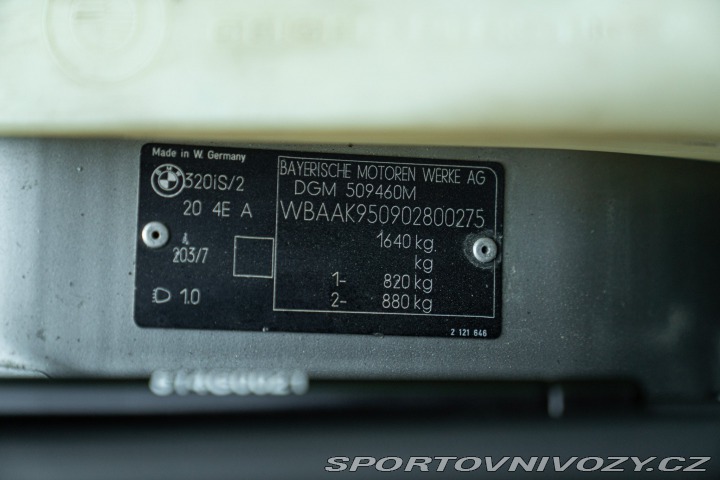 Made in W. Germany
320iS/2
20 4E A
203/7
1.0
BAYERISCHE MOTOREN WERKE AG
DGM 509460M
WBAAK950902800275
1640 kg.
kg
1- 820 kg
2- 880 kg
2 121 646
SPORTOVNIVOZY.CZ